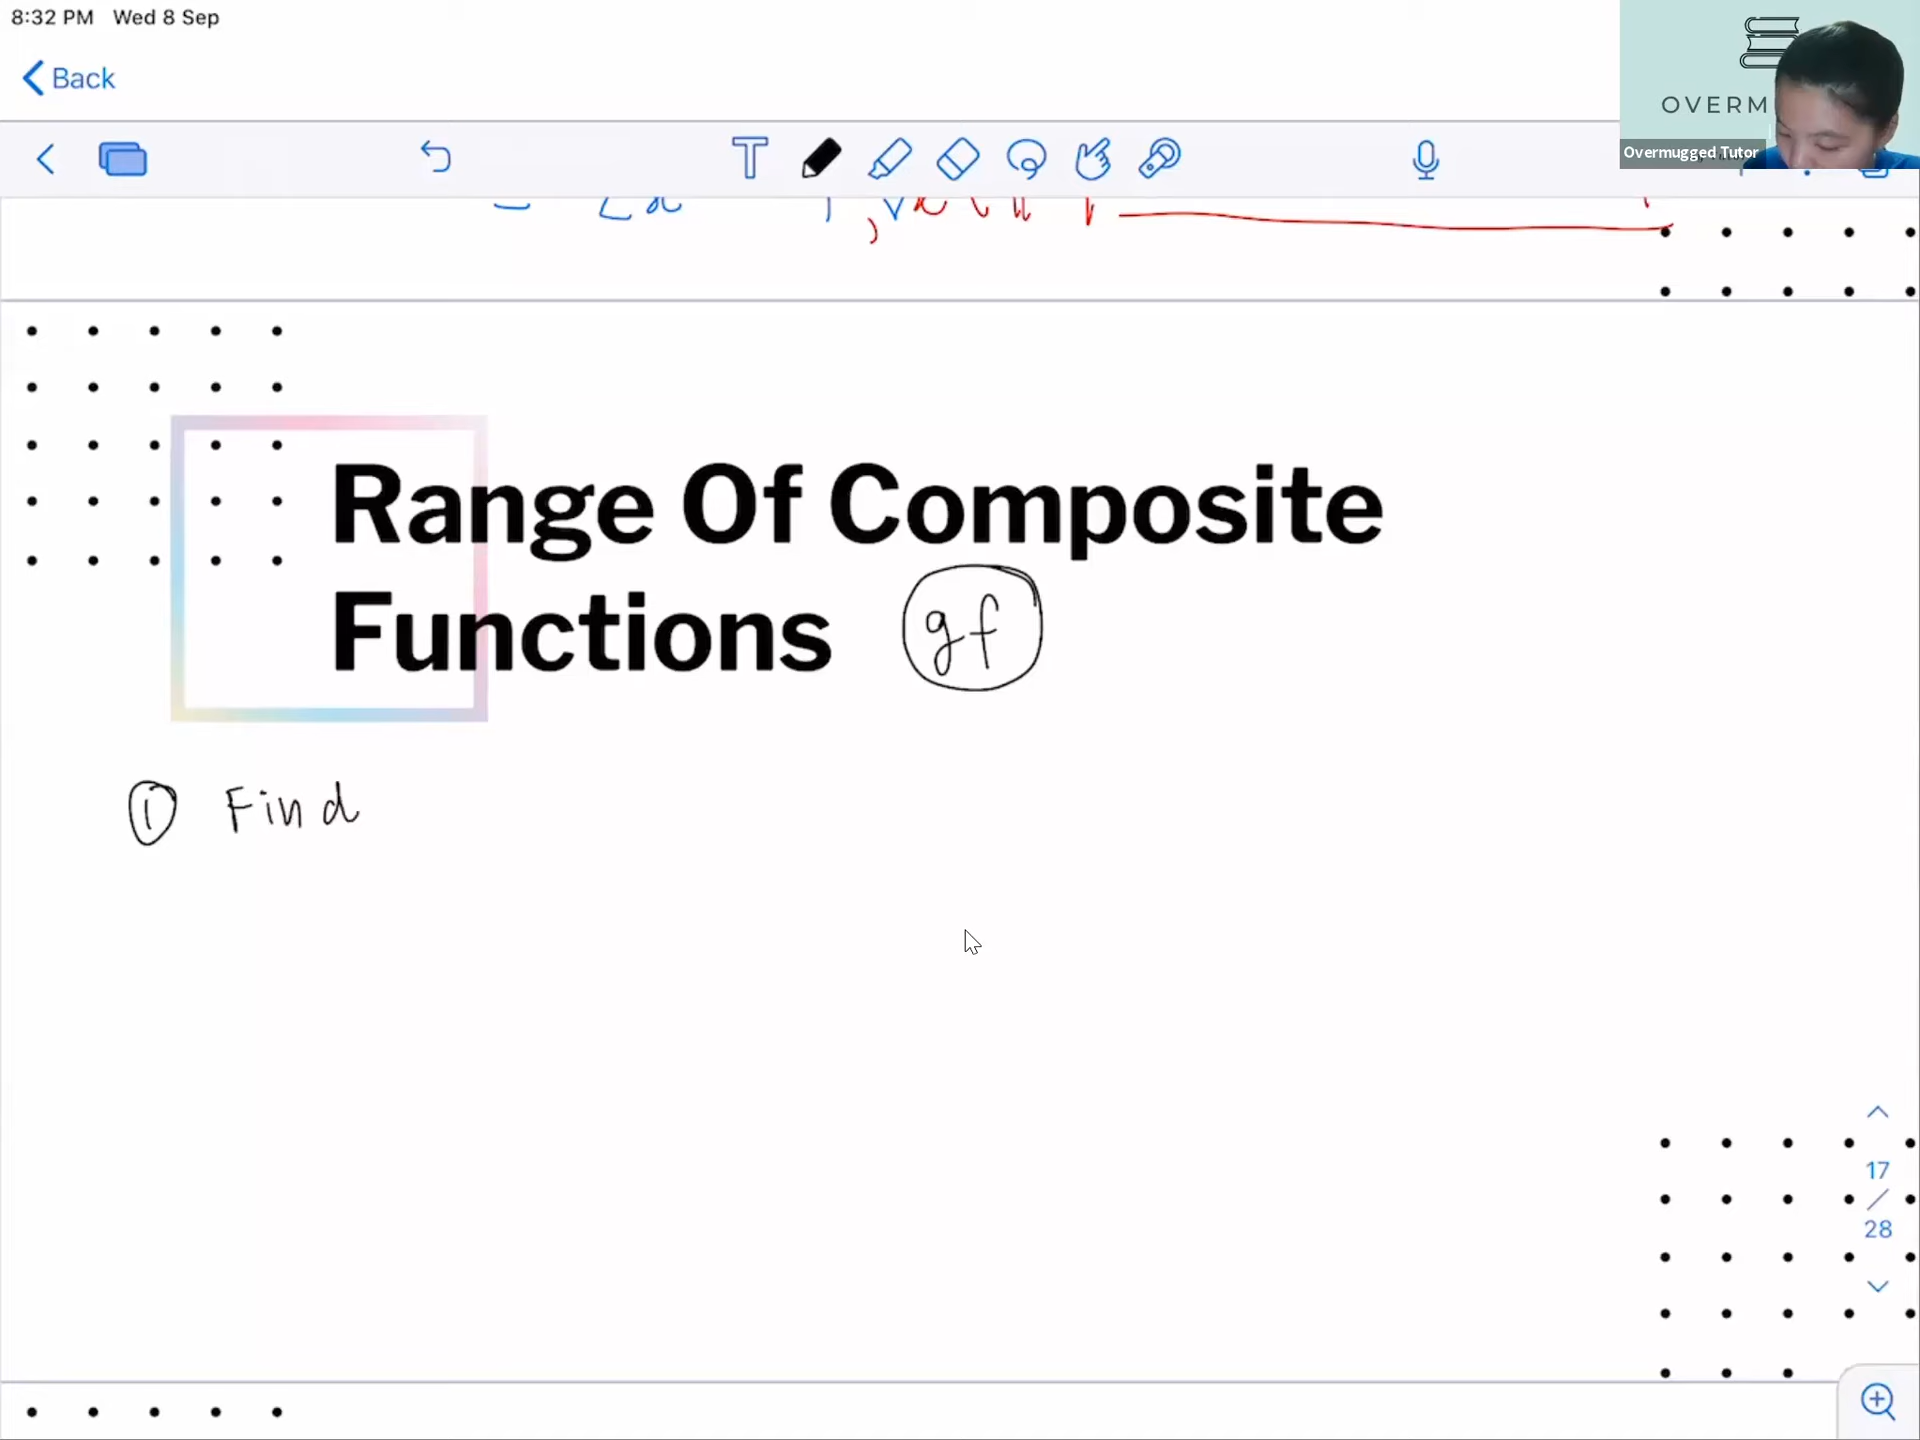 8:32 PM Wed 8 Sep
Back
OVERM
Overmugged Tutor
Range Of Composite
Functions gf
① Find
17
/
28